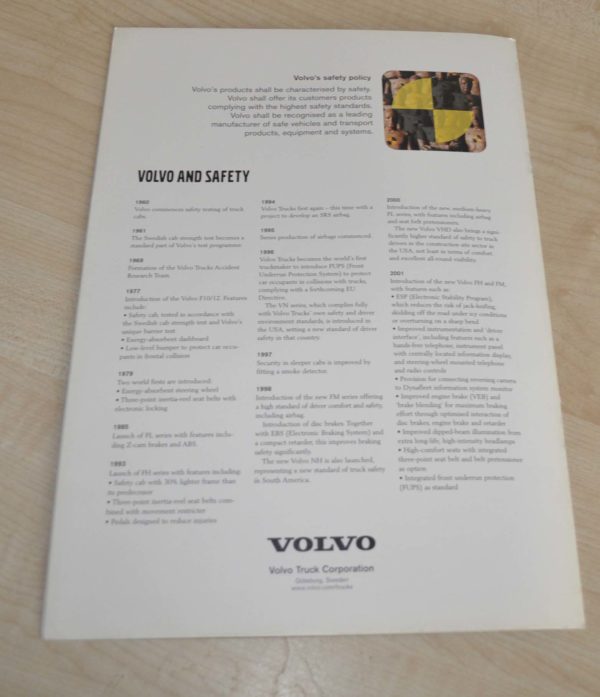 Volvo's safety policy
Volvo's products shall be characterised by safety.
Volvo shall offer its customers products
complying with the highest safety standards.
Volvo shall be recognised as a leading
manufacturer of safe vehicles and transport
products, equipment and systems.
VOLVO AND SAFETY
1960
Volvo commences safety testing of truck
cabs.
1961
The Swedish cab strength test becomes a
standard part of Volvo's test programme
1969
Formation of the Volvo Trucks Accident
Research Team.
1977
Introduction of the Volvo F10/12. Features
include:
• Safety cab, tested in accordance with
the Swedish cab strength test and Volvo's
unique barrier test
• Energy-absorbent dashboard
• Low-level bumper to protect car occu-
pants in frontal collision
1979
Two world firsts are introduced:
• Energy-absorbent steering wheel
• Three-point inertia-reel seat belts with
electronic locking
1985
Launch of FL series with features inclu-
ding Z-cam brakes and ABS.
1993
Launch of FH series with features including:
• Safety cab with 30% lighter frame than
its predecessor
• Three-point inertia-reel seat belts com-
bined with movement restricter
• Pedals designed to reduce injuries
1994
Volvo Trucks first again – this time with a
project to develop an SRS airbag.
1995
Series production of airbags commenced.
1996
Volvo Trucks becomes the world's first
truckmaker to introduce FUPS (Front
Underrun Protection System) to protect
car occupants in collisions with trucks,
complying with a forthcoming EU
Directive.
The VN series, which complies fully
with Volvo Trucks' own safety and driver
environment standards, is introduced in
the USA, setting a new standard of driver
safety in that country.
1997
Security in sleeper cabs is improved by
fitting a smoke detector.
1998
Introduction of the new FM series offering
a high standard of driver comfort and safety,
including airbag.
Introduction of disc brakes. Together
with EBS (Electronic Braking System) and
a compact retarder, this improves braking
safety significantly.
The new Volvo NH is also launched,
representing a new standard of truck safety
in South America.
2000
Introduction of the new, medium-heavy
FL series, with features including airbag
and seat belt pretensioners.
The new Volvo VHD also brings a signi-
ficantly higher standard of safety to truck
drivers in the construction-site sector in
the USA, not least in terms of comfort
and excellent all-round visibility.
2001
Introduction of the new Volvo FH and FM,
with features such as:
• ESP (Electronic Stability Program),
which reduces the risk of jack-knifing,
skidding off the road under icy conditions
or overturning on a sharp bend.
• Improved instrumentation and 'driver
interface', including features such as a
hands-free telephone, instrument panel
with centrally located information display,
and steering-wheel mounted telephone
and radio controls
• Provision for connecting reversing camera
to Dynafleet information system monitor
• Improved engine brake (VEB) and
'brake blending' for maximum braking
effort through optimised interaction of
disc brakes, engine brake and retarder
• Improved dipped-beam illumination from
extra long-life, high-intensity headlamps
• High-comfort seats with integrated
three-point seat belt and belt pretensioner
as option
• Integrated front underrun protection
(FUPS) as standard
VOLVO
Volvo Truck Corporation
Göteborg, Sweden
www.volvo.com/trucks